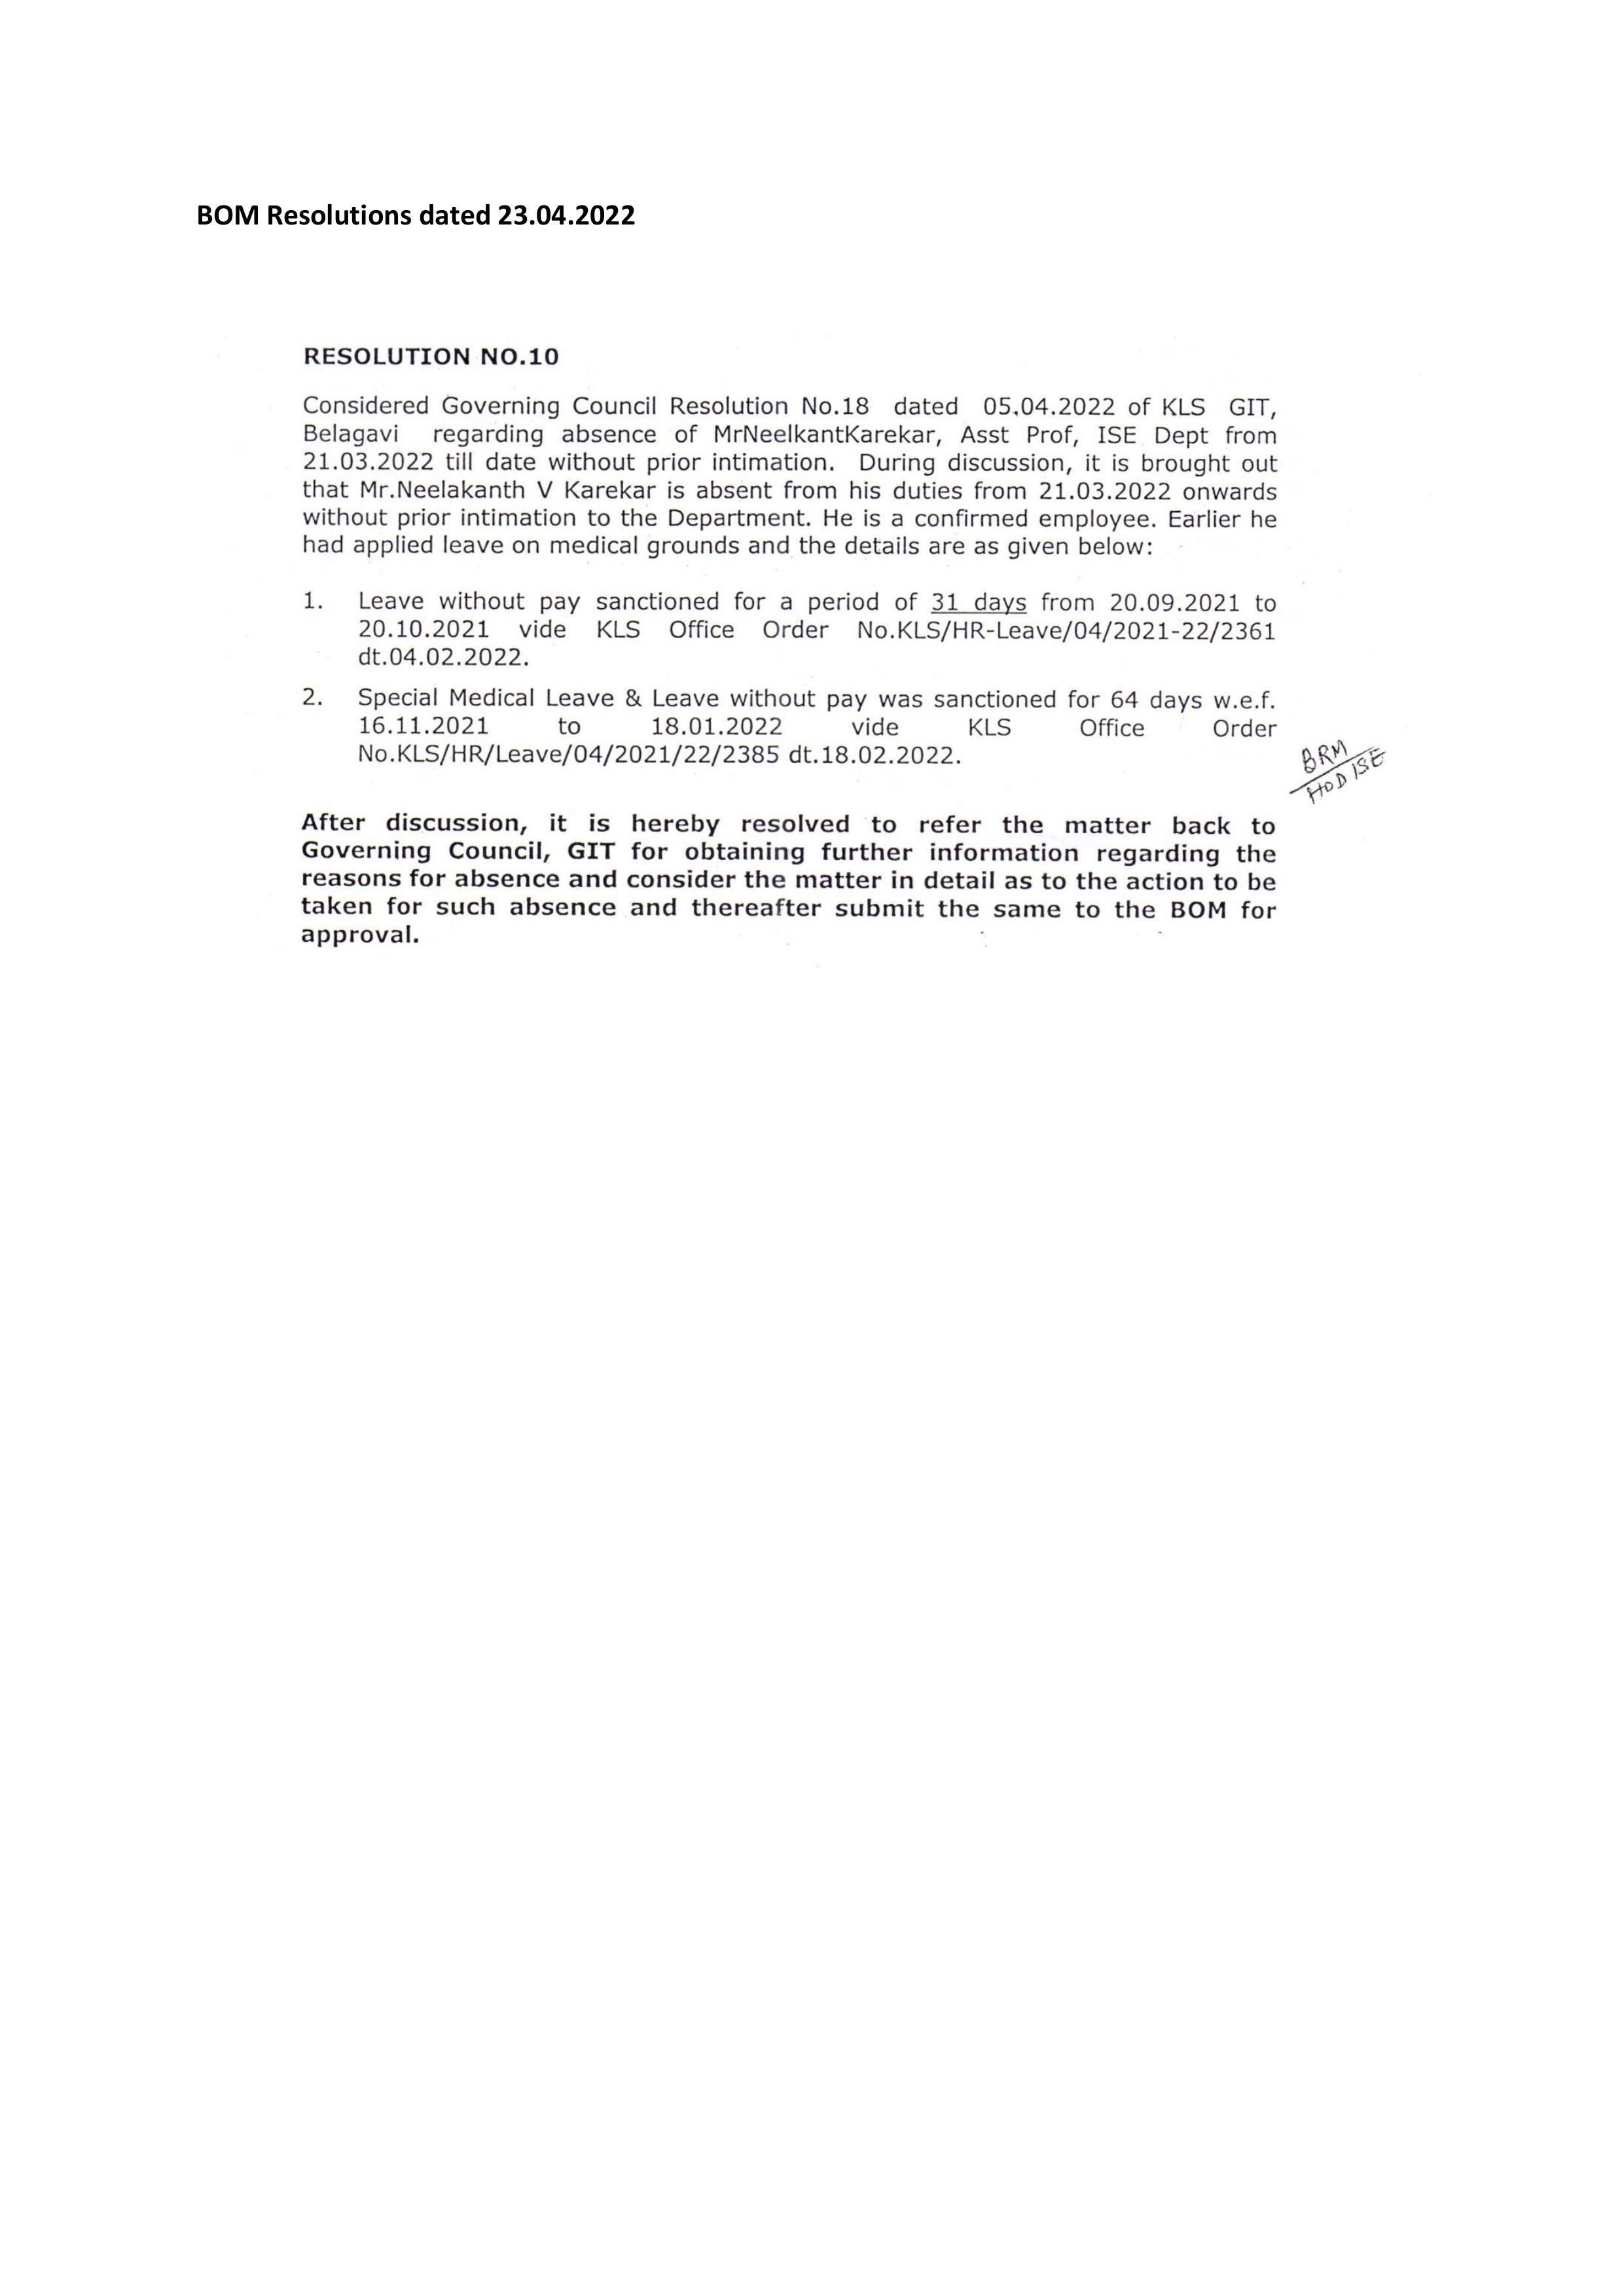 BOM Resolutions dated 23.04.2022
RESOLUTION NO.10
Considered Governing Council Resolution No.18 dated 05.04.2022 of KLS GIT,
Belagavi regarding absence of MrNeelkantKarekar, Asst Prof, ISE Dept from
21.03.2022 till date without prior intimation. During discussion, it is brought out
that Mr.Neelakanth V Karekar is absent from his duties from 21.03.2022 onwards
without prior intimation to the Department. He is a confirmed employee. Earlier he
had applied leave on medical grounds and the details are as given below:
1. Leave without pay sanctioned for a period of 31 days from 20.09.2021 to
20.10.2021 vide KLS Office Order No.KLS/HR-Leave/04/2021-22/2361
dt.04.02.2022.
2. Special Medical Leave & Leave without pay was sanctioned for 64 days w.e.f.
16.11.2021 to 18.01.2022 vide KLS Office Order
No.KLS/HR/Leave/04/2021/22/2385 dt.18.02.2022.
BRM
HOD ISE
After discussion, it is hereby resolved to refer the matter back to
Governing Council, GIT for obtaining further information regarding the
reasons for absence and consider the matter in detail as to the action to be
taken for such absence and thereafter submit the same to the BOM for
approval.